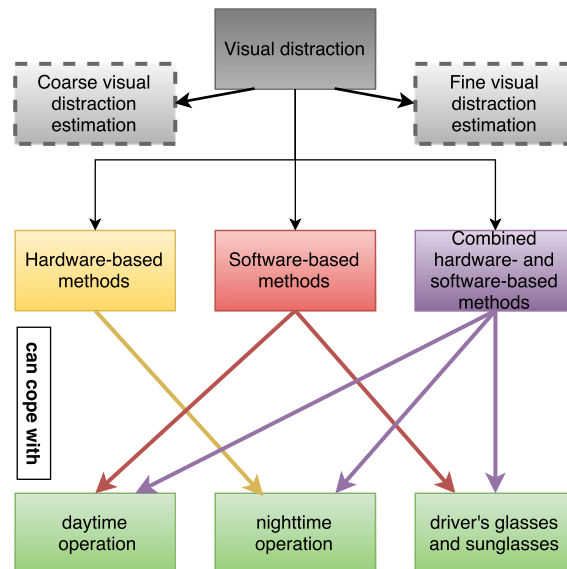 Visual distraction
Coarse visual
distraction
estimation
Fine visual
distraction
estimation
Hardware-based
methods
Software-based
methods
Combined
hardware- and
software-based
methods
can cope with
daytime
operation
nighttime
operation
driver's glasses
and sunglasses